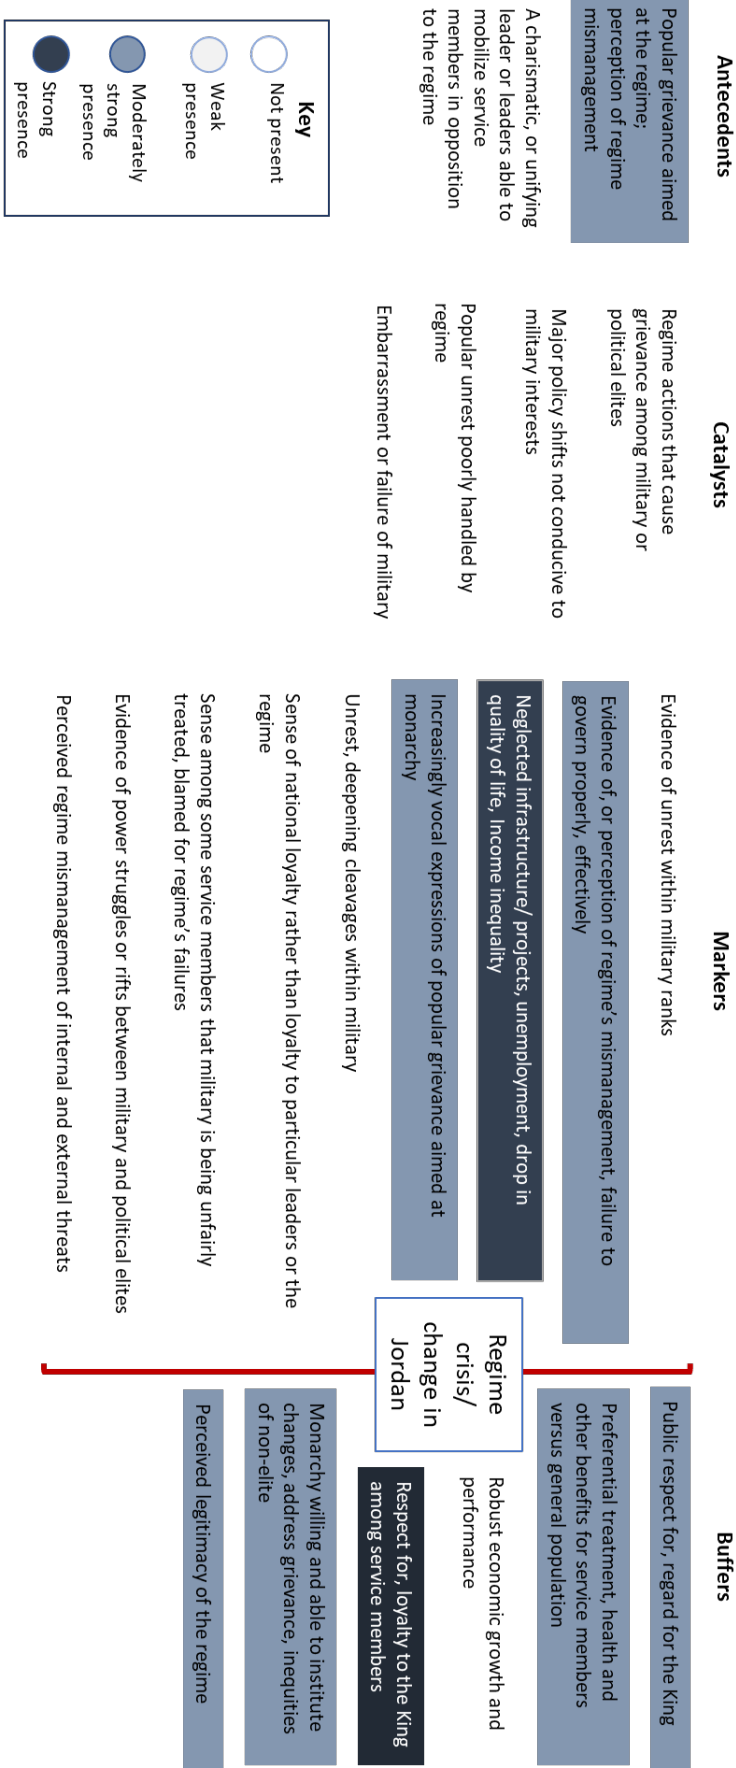 Antecedents
Popular grievance aimed
at the regime;
perception of regime
mismanagement
A charismatic, or unifying
leader or leaders able to
mobilize service
members in opposition
to the regime
Key
Not present
Weak
presence
Moderately
strong
presence
Strong
presence
Catalysts
Regime actions that cause
grievance among military or
political elites
Major policy shifts not conducive to
military interests
Popular unrest poorly handled by
regime
Embarrassment or failure of military
Markers
Evidence of unrest within military ranks
Evidence of, or perception of regime’s mismanagement, failure to
govern properly, effectively
Neglected infrastructure/ projects, unemployment, drop in
quality of life, Income inequality
Increasingly vocal expressions of popular grievance aimed at
monarchy
Unrest, deepening cleavages within military
Sense of national loyalty rather than loyalty to particular leaders or the
regime
Sense among some service members that military is being unfairly
treated, blamed for regime’s failures
Evidence of power struggles or rifts between military and political elites
Perceived regime mismanagement of internal and external threats
Regime
crisis/
change in
Jordan
Buffers
Public respect for, regard for the King
Preferential treatment, health and
other benefits for service members
versus general population
Robust economic growth and
performance
Respect for, loyalty to the King
among service members
Monarchy willing and able to institute
changes, address grievance, inequities
of non-elite
Perceived legitimacy of the regime